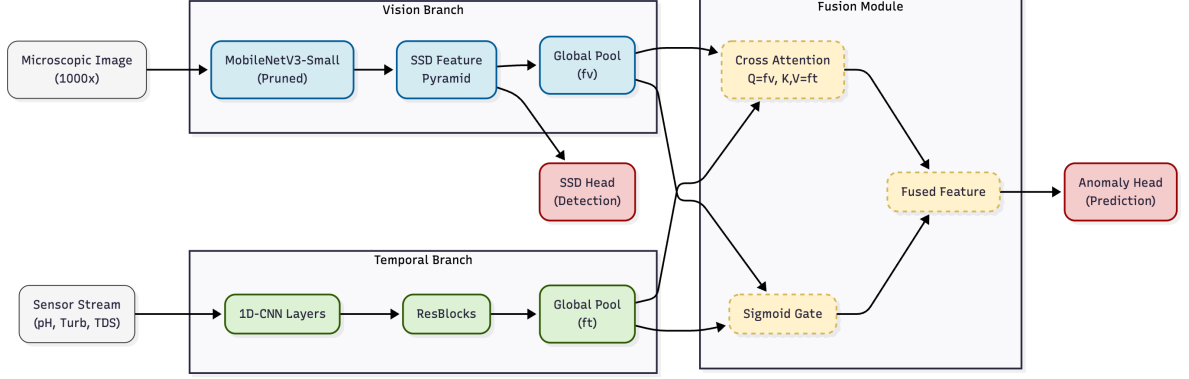 Vision Branch
Microscopic Image
(1000x)
MobileNetV3-Small
(Pruned)
SSD Feature
Pyramid
Global Pool
(fv)
SSD Head
(Detection)
Temporal Branch
Sensor Stream
(pH, Turb, TDS)
1D-CNN Layers
ResBlocks
Global Pool
(ft)
Fusion Module
Cross Attention
Q=fv, K,V=ft
Sigmoid Gate
Fused Feature
Anomaly Head
(Prediction)